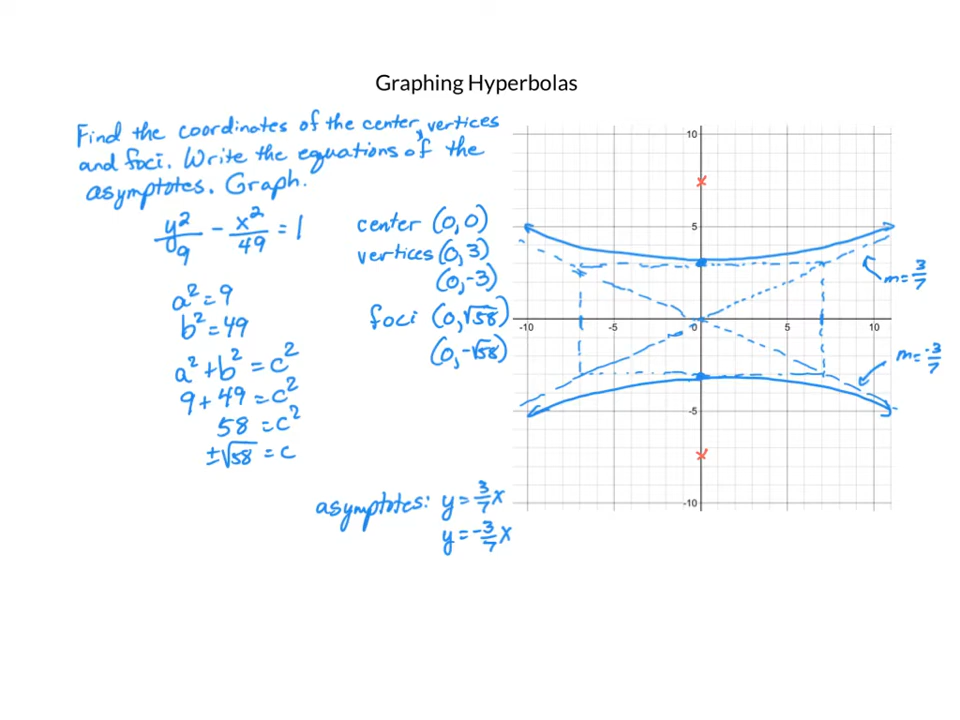 Graphing Hyperbolas
Find the coordinates of the center, vertices
and foci. Write the equations of the
asymptotes. Graph.
y²/9 - x²/49 = 1
a² = 9
b² = 49
a² + b² = c²
9 + 49 = c²
58 = c²
±√58 = c
center (0, 0)
vertices (0, 3)
(0, -3)
foci (0, √58)
(0, -√58)
asymptotes: y = 3/7 x
y = -3/7 x
10
5
-10 -5 0 5 10
-5
-10
m = 3/7
m = -3/7